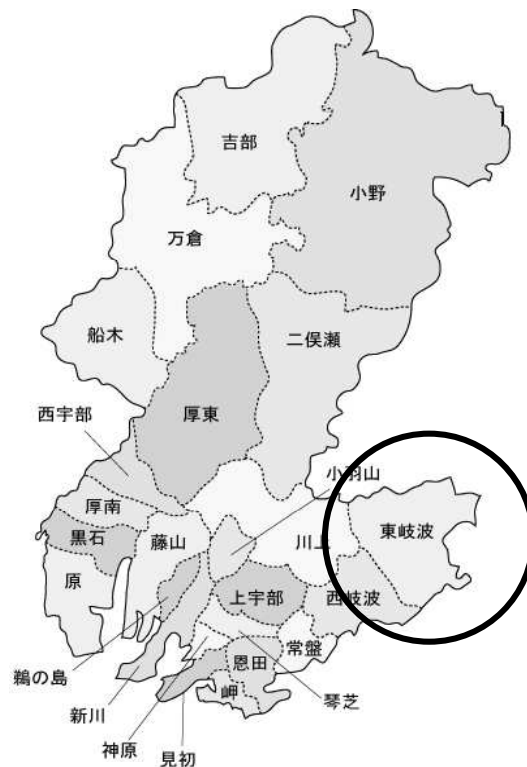 吉部
小野
万倉
船木
二俣瀬
厚東
西宇部
小羽山
厚南
東岐波
黒石
藤山
川上
原
上宇部
西岐波
常盤
恩田
鵜の島
岬
琴芝
新川
神原
見初